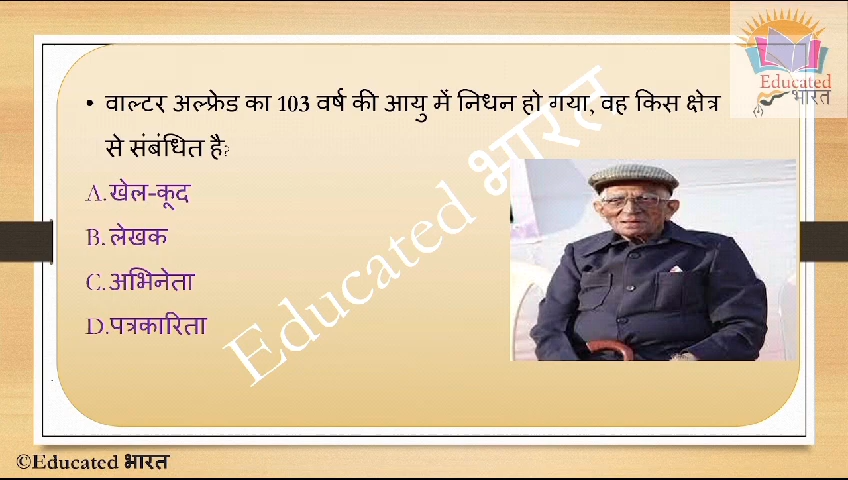 Educated
भारत
• वाल्टर अल्फ्रेड का 103 वर्ष की आयु में निधन हो गया, वह किस क्षेत्र
से संबंधित है?
A.खेल-कूद
B.लेखक
C.अभिनेता
D.पत्रकारिता
Educated भारत
©Educated भारत